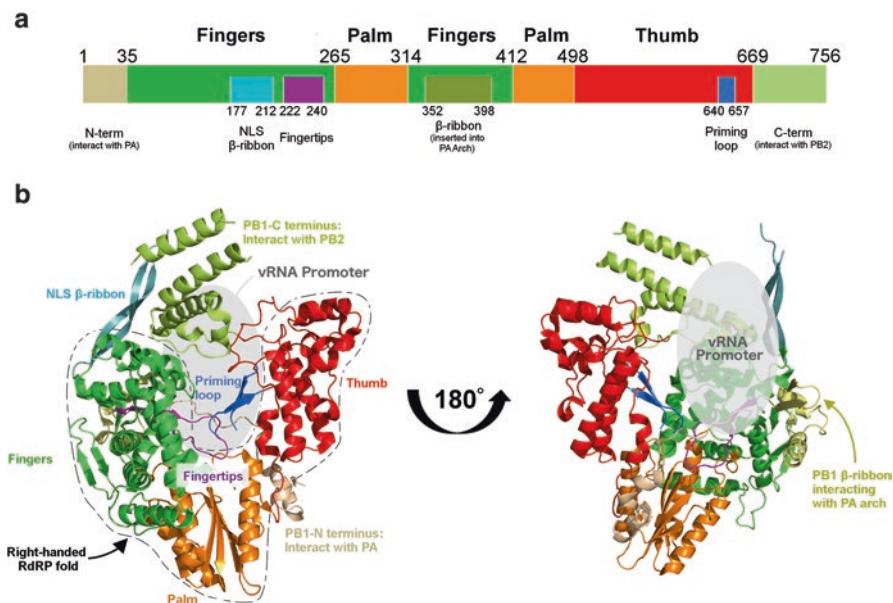 a
Fingers Palm Fingers Palm Thumb
1 35 265 314 412 498 669 756
177 212 222 240 352 398 640 657
N-term
(interact with PA)
NLS
β-ribbon
Fingertips
β-ribbon
(inserted into
PA Arch)
Priming
loop
C-term
(interact with PB2)
b
PB1-C terminus:
Interact with PB2
vRNA Promoter
NLS β-ribbon
Priming
loop
Thumb
Fingers
Fingertips
PB1-N terminus:
Interact with PA
Right-handed
RdRP fold
Palm
180°
vRNA
Promoter
PB1 β-ribbon
interacting
with PA arch